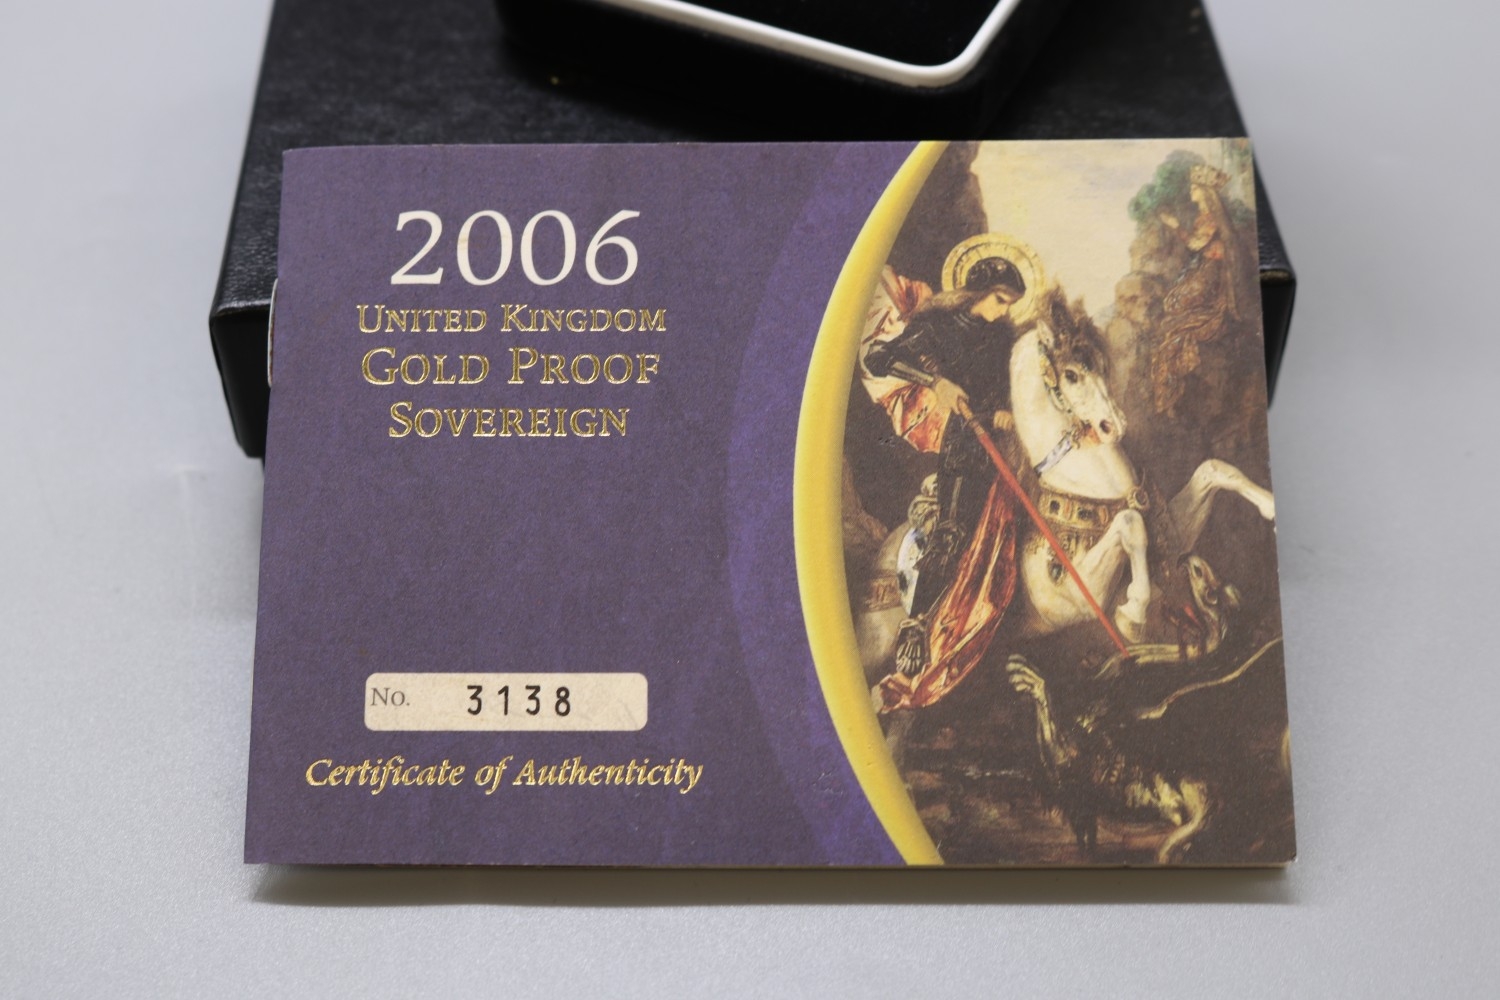 2006
United Kingdom
Gold Proof
Sovereign
No. 3138
Certificate of Authenticity